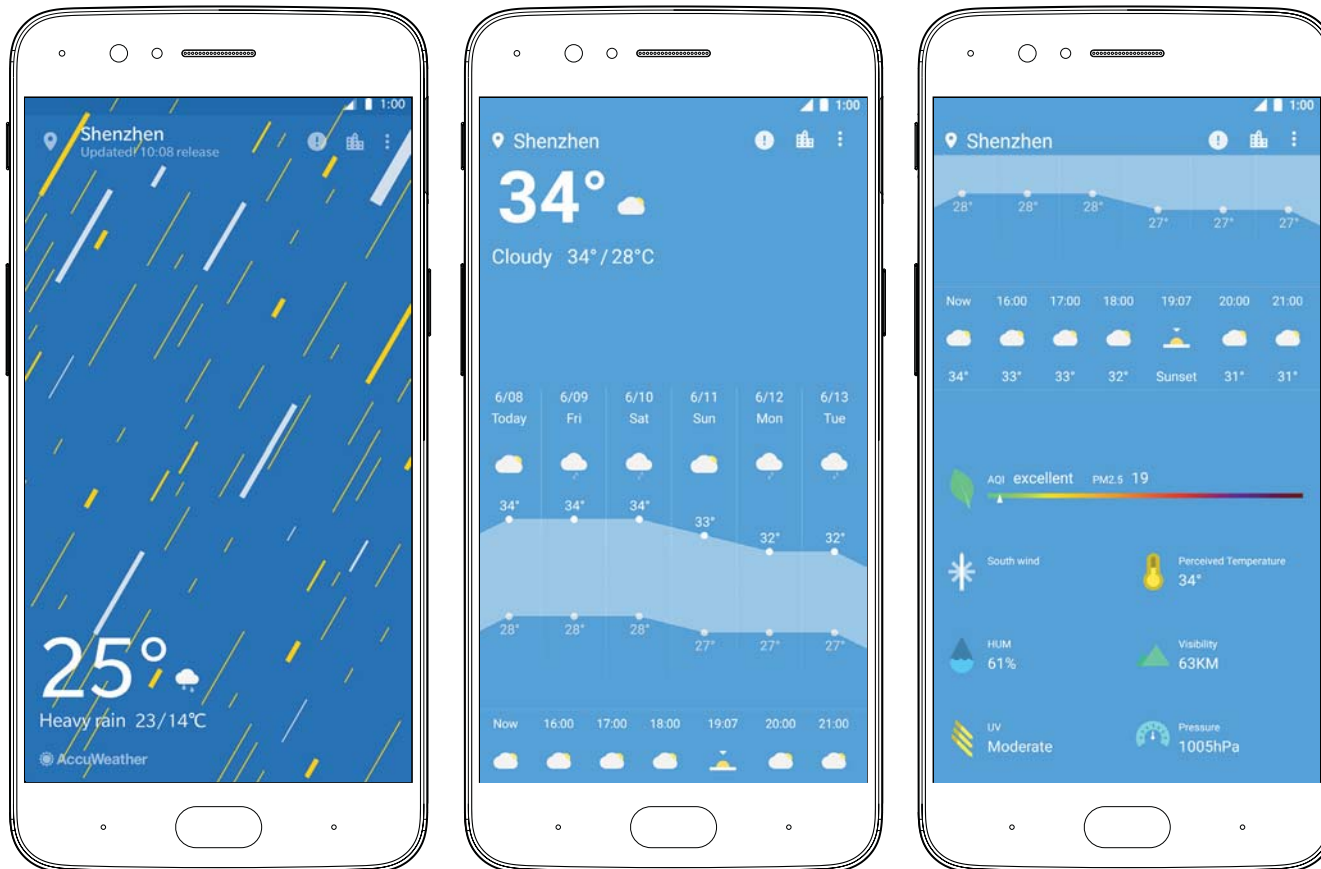 1:00
Shenzhen
Updated! 10:08 release
25°
Heavy rain 23/14℃
AccuWeather
1:00
Shenzhen
34°
Cloudy 34°/28°C
6/08 6/09 6/10 6/11 6/12 6/13
Today Fri Sat Sun Mon Tue
34° 34° 34° 33° 32° 32°
28° 28° 28° 27° 27° 27°
Now 16:00 17:00 18:00 19:07 20:00 21:00
1:00
Shenzhen
28° 28° 28° 27° 27° 27°
Now 16:00 17:00 18:00 19:07 20:00 21:00
34° 33° 33° 32° Sunset 31° 31°
AQI excellent PM2.5 19
South wind
Perceived Temperature
34°
HUM
61%
Visibility
63KM
UV
Moderate
Pressure
1005hPa